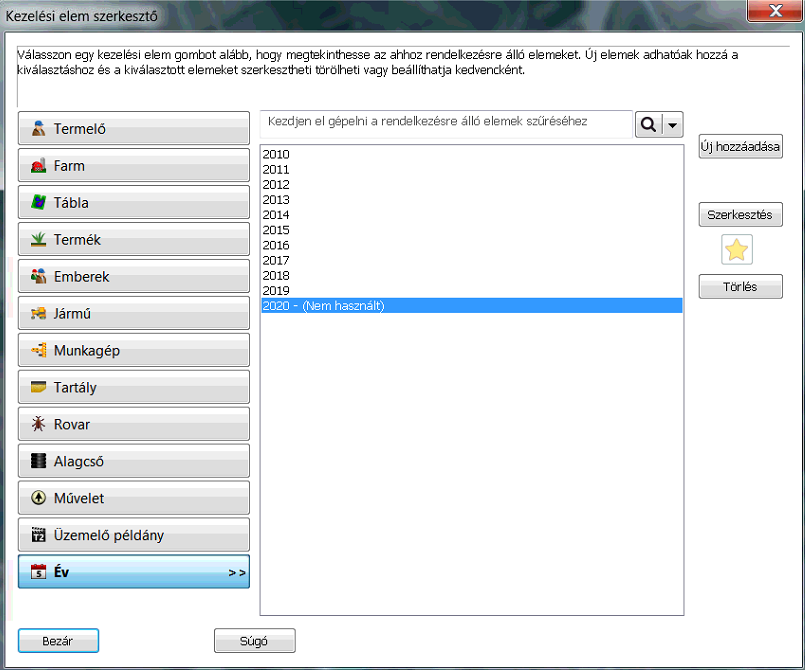 Kezelési elem szerkesztő
Válasszon egy kezelési elem gombot alább, hogy megtekinthesse az ahhoz rendelkezésre álló elemeket. Új elemek adhatóak hozzá a
kiválasztáshoz és a kiválasztott elemeket szerkesztheti törölheti vagy beállíthatja kedvencként.
Termelő
Farm
Tábla
Termék
Emberek
Jármű
Munkagép
Tartály
Rovar
Alagcső
Művelet
Üzemelő példány
Év >>
Kezdjen el gépelni a rendelkezésre álló elemek szűréséhez
2010
2011
2012
2013
2014
2015
2016
2017
2018
2019
2020 - (Nem használt)
Új hozzáadása
Szerkesztés
Törlés
Bezár
Súgó